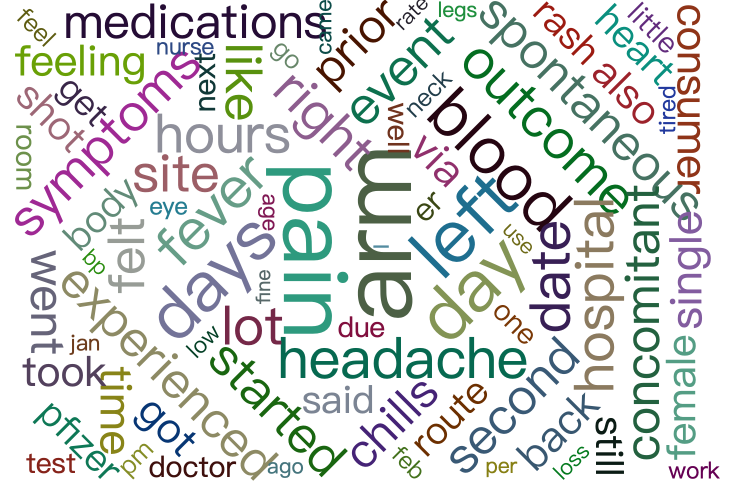 feel
medications
came
prior
rate
legs
spontaneous
rash
little
consumer
feeling
nurse
next
like
go
event
outcome
also
heart
shot
get
symptoms
hours
right
well
neck
blood
tired
room
site
via
body
eye
fever
age
pain
arm
er
left
use
date
hospital
concomitant
single
bp
felt
days
fine
day
went
experienced
lot
due
one
jan
low
headache
took
time
started
said
chills
route
second
back
still
female
pfizer
got
pm
doctor
ago
feb
per
loss
test
work